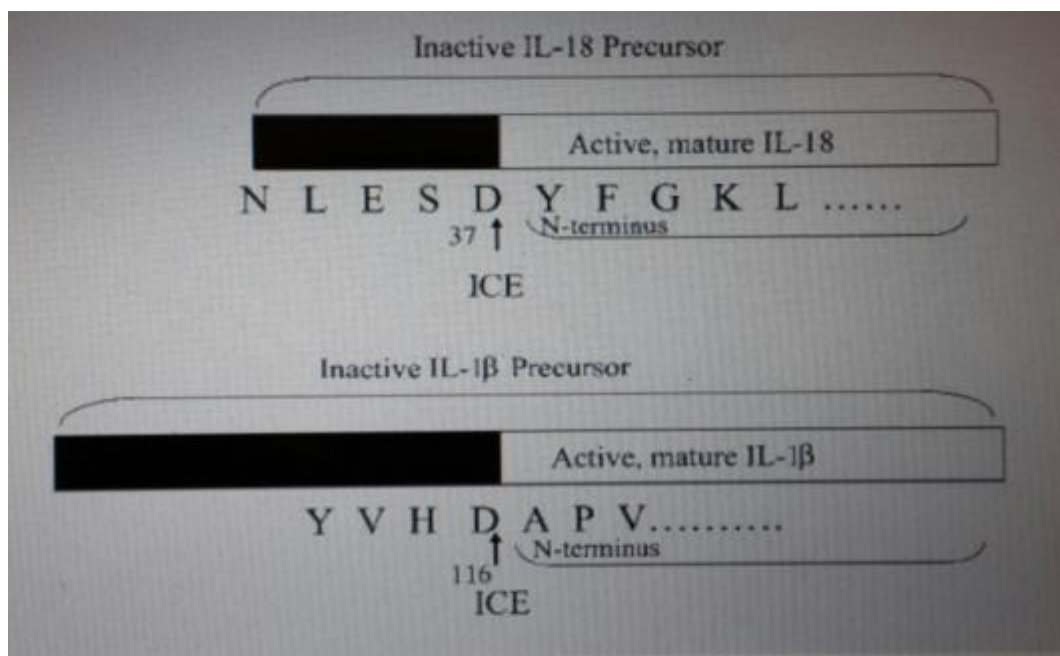 Inactive IL-18 Precursor
Active, mature IL-18
N L E S D Y F G K L ......
37 N-terminus
ICE
Inactive IL-1β Precursor
Active, mature IL-1β
Y V H D A P V..........
N-terminus
116
ICE